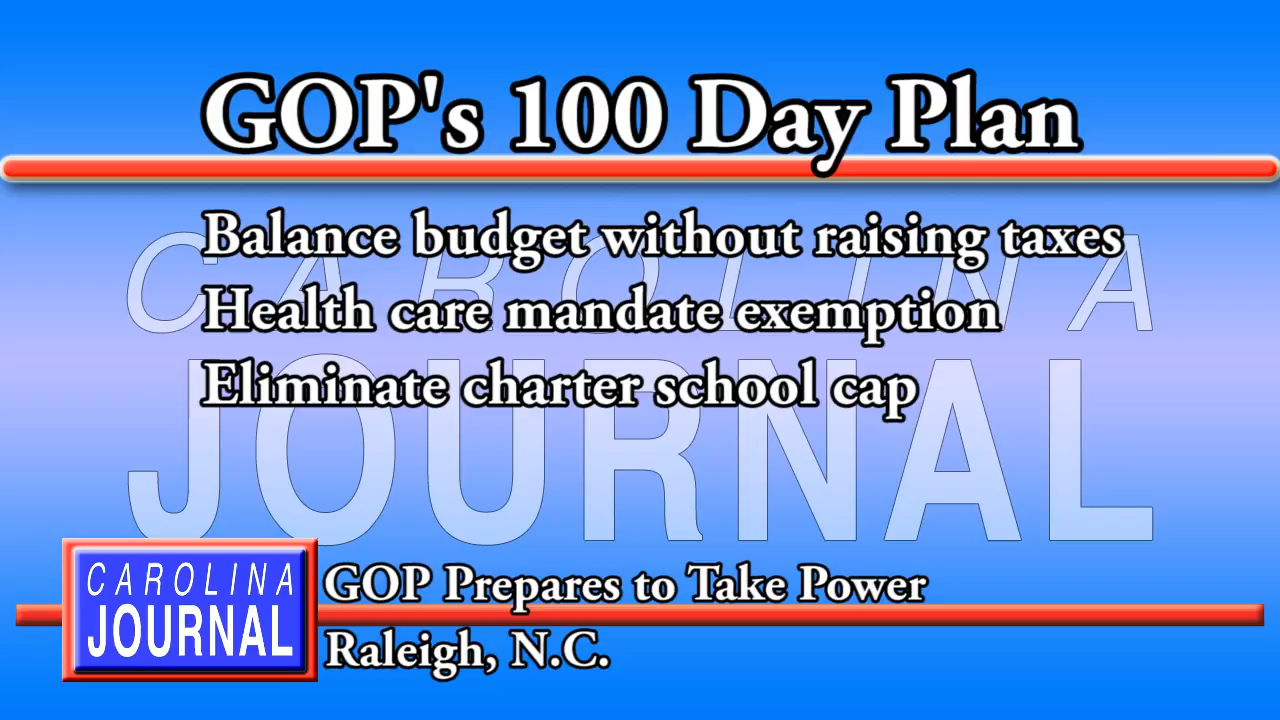 GOP's 100 Day Plan
Balance budget without raising taxes
Health care mandate exemption
Eliminate charter school cap
CAROLINA
JOURNAL
CAROLINA
JOURNAL
GOP Prepares to Take Power
Raleigh, N.C.